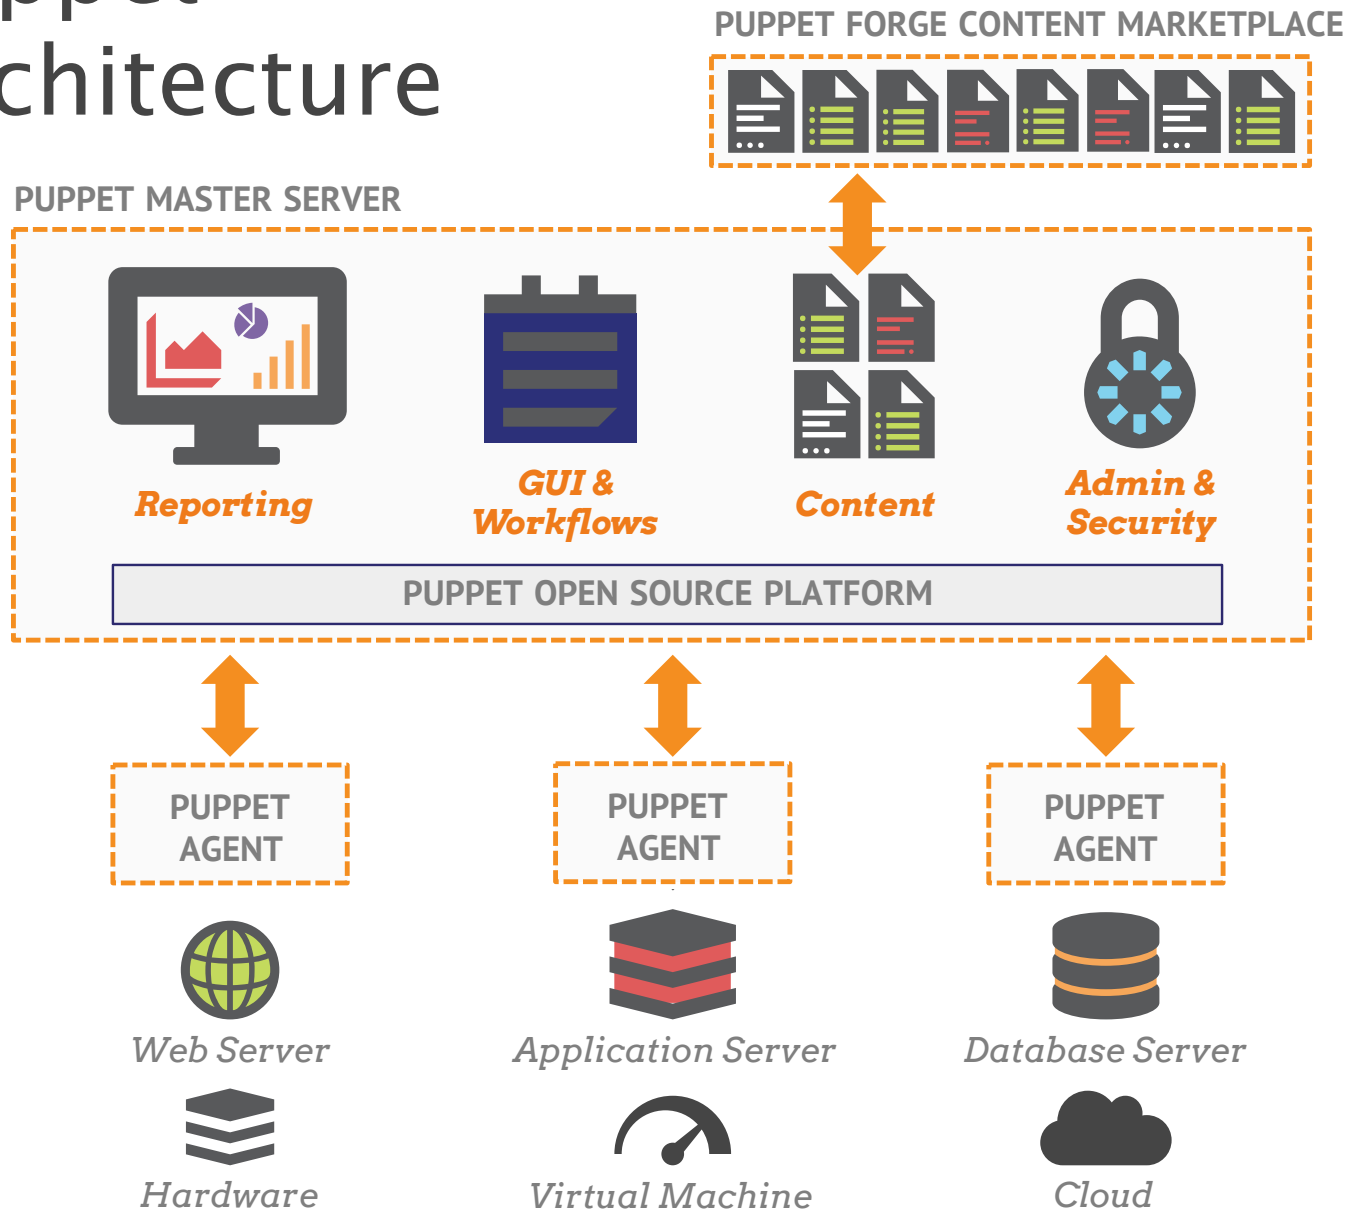 chitecture
PUPPET FORGE CONTENT MARKETPLACE
PUPPET MASTER SERVER
Reporting
GUI &
Workflows
Content
Admin &
Security
PUPPET OPEN SOURCE PLATFORM
PUPPET
AGENT
PUPPET
AGENT
PUPPET
AGENT
Web Server
Application Server
Database Server
Hardware
Virtual Machine
Cloud